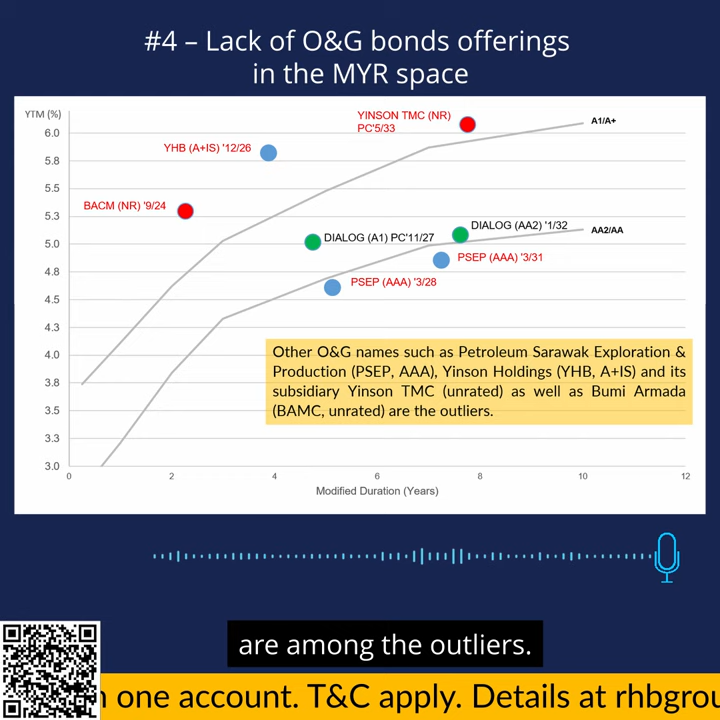 #4 – Lack of O&G bonds offerings
in the MYR space
YTM (%)
6.0
5.8
5.5
5.3
5.0
4.8
4.5
4.3
4.0
3.8
3.5
3.3
3.0
0
2
4
6
8
10
12
Modified Duration (Years)
YINSON TMC (NR)
PC'5/33
A1/A+
YHB (A+IS) '12/26
BACM (NR) '9/24
DIALOG (A1) PC'11/27
DIALOG (AA2) '1/32
AA2/AA
PSEP (AAA) '3/31
PSEP (AAA) '3/28
Other O&G names such as Petroleum Sarawak Exploration &
Production (PSEP, AAA), Yinson Holdings (YHB, A+IS) and its
subsidiary Yinson TMC (unrated) as well as Bumi Armada
(BAMC, unrated) are the outliers.
are among the outliers.
n one account. T&C apply. Details at rhbgrou